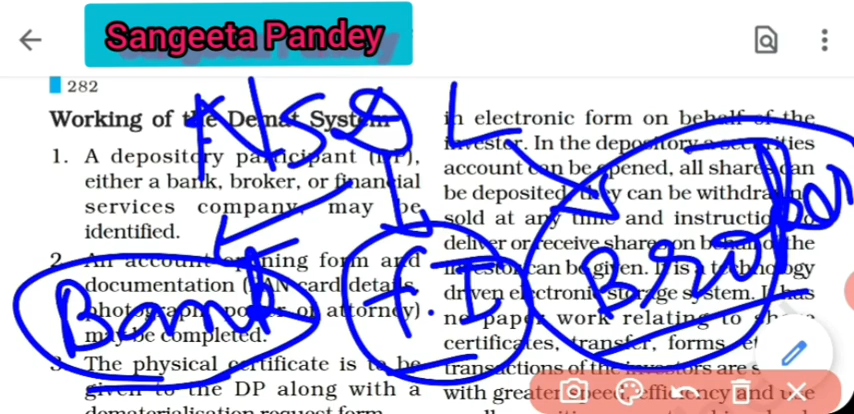 Sangeeta Pandey
282
Working of the Demat System
1. A depository participant (DP),
either a bank, broker, or financial
services company, may be
identified.
2. An account opening form and
documentation (PAN card details,
photograph, power of attorney)
may be completed.
3. The physical certificate is to be
given to the DP along with a
dematerialisation request form
in electronic form on behalf of the
investor. In the depository a securities
account can be opened, all shares can
be deposited, they can be withdrawn/
sold at any time and instruction to
deliver or receive shares on behalf of the
investor can be given. It is a technology
driven electronic storage system. It has
no paper work relating to share
certificates, transfer, forms, et
transactions of the investors are s
with greater speed, efficiency and use
NSDL
Bank
F.I
Broker